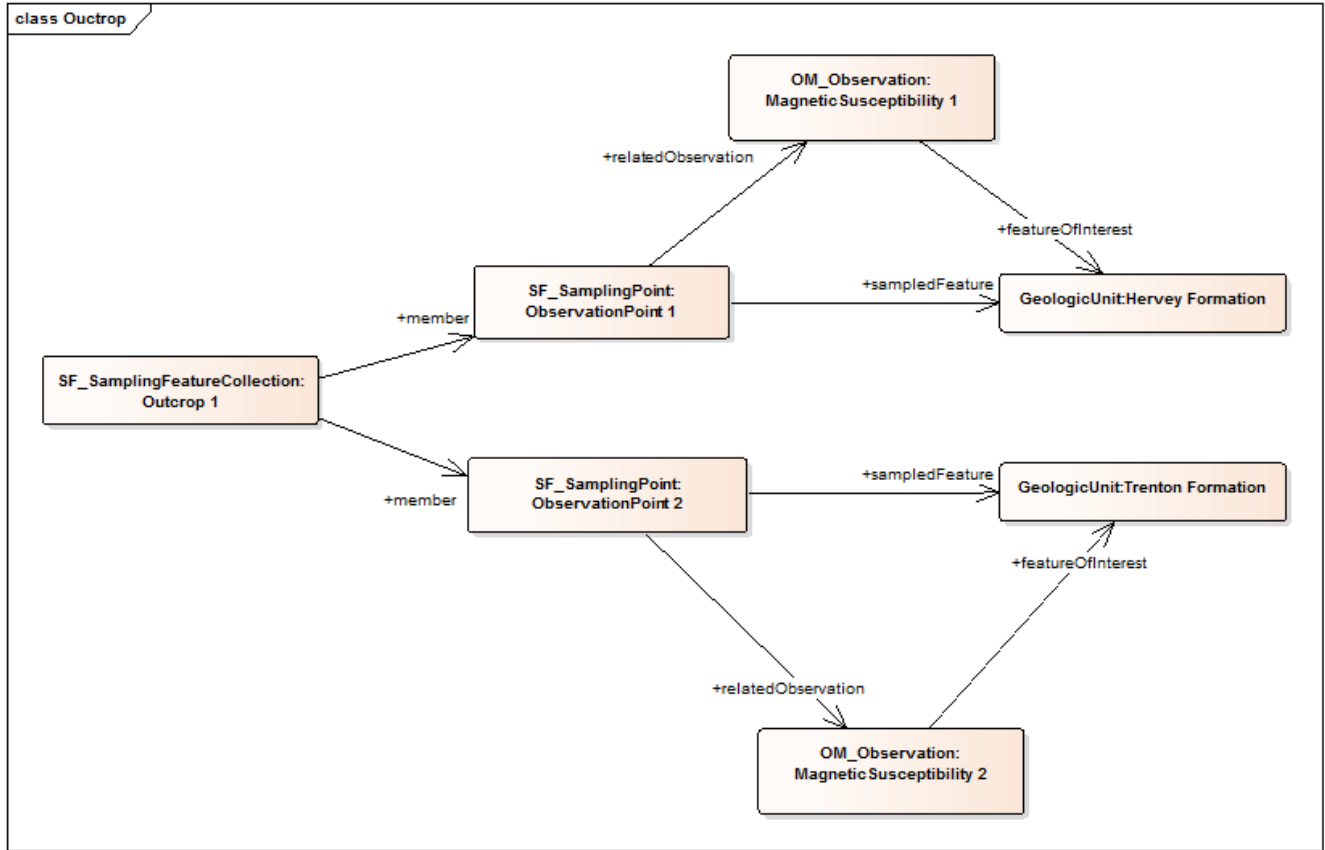 class Ouctrop
OM_Observation:
MagneticSusceptibility 1
+relatedObservation
+featureOfInterest
SF_SamplingPoint:
ObservationPoint 1
+sampledFeature
GeologicUnit:Hervey Formation
+member
SF_SamplingFeatureCollection:
Outcrop 1
+member
SF_SamplingPoint:
ObservationPoint 2
+sampledFeature
GeologicUnit:Trenton Formation
+featureOfInterest
+relatedObservation
OM_Observation:
MagneticSusceptibility 2